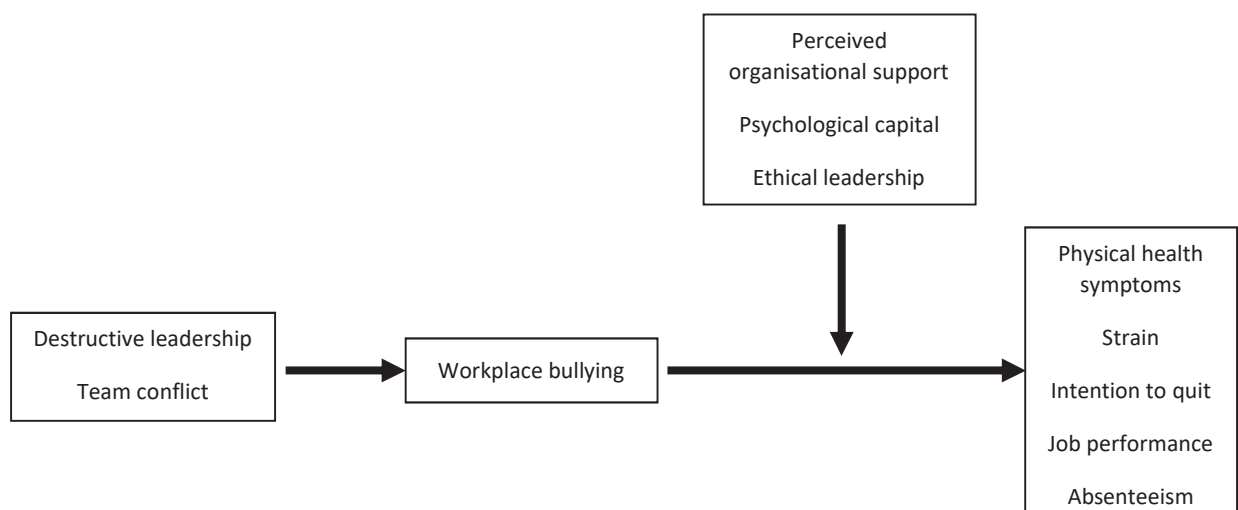 Perceived
organisational support
Psychological capital
Ethical leadership
Destructive leadership
Team conflict
Workplace bullying
Physical health
symptoms
Strain
Intention to quit
Job performance
Absenteeism